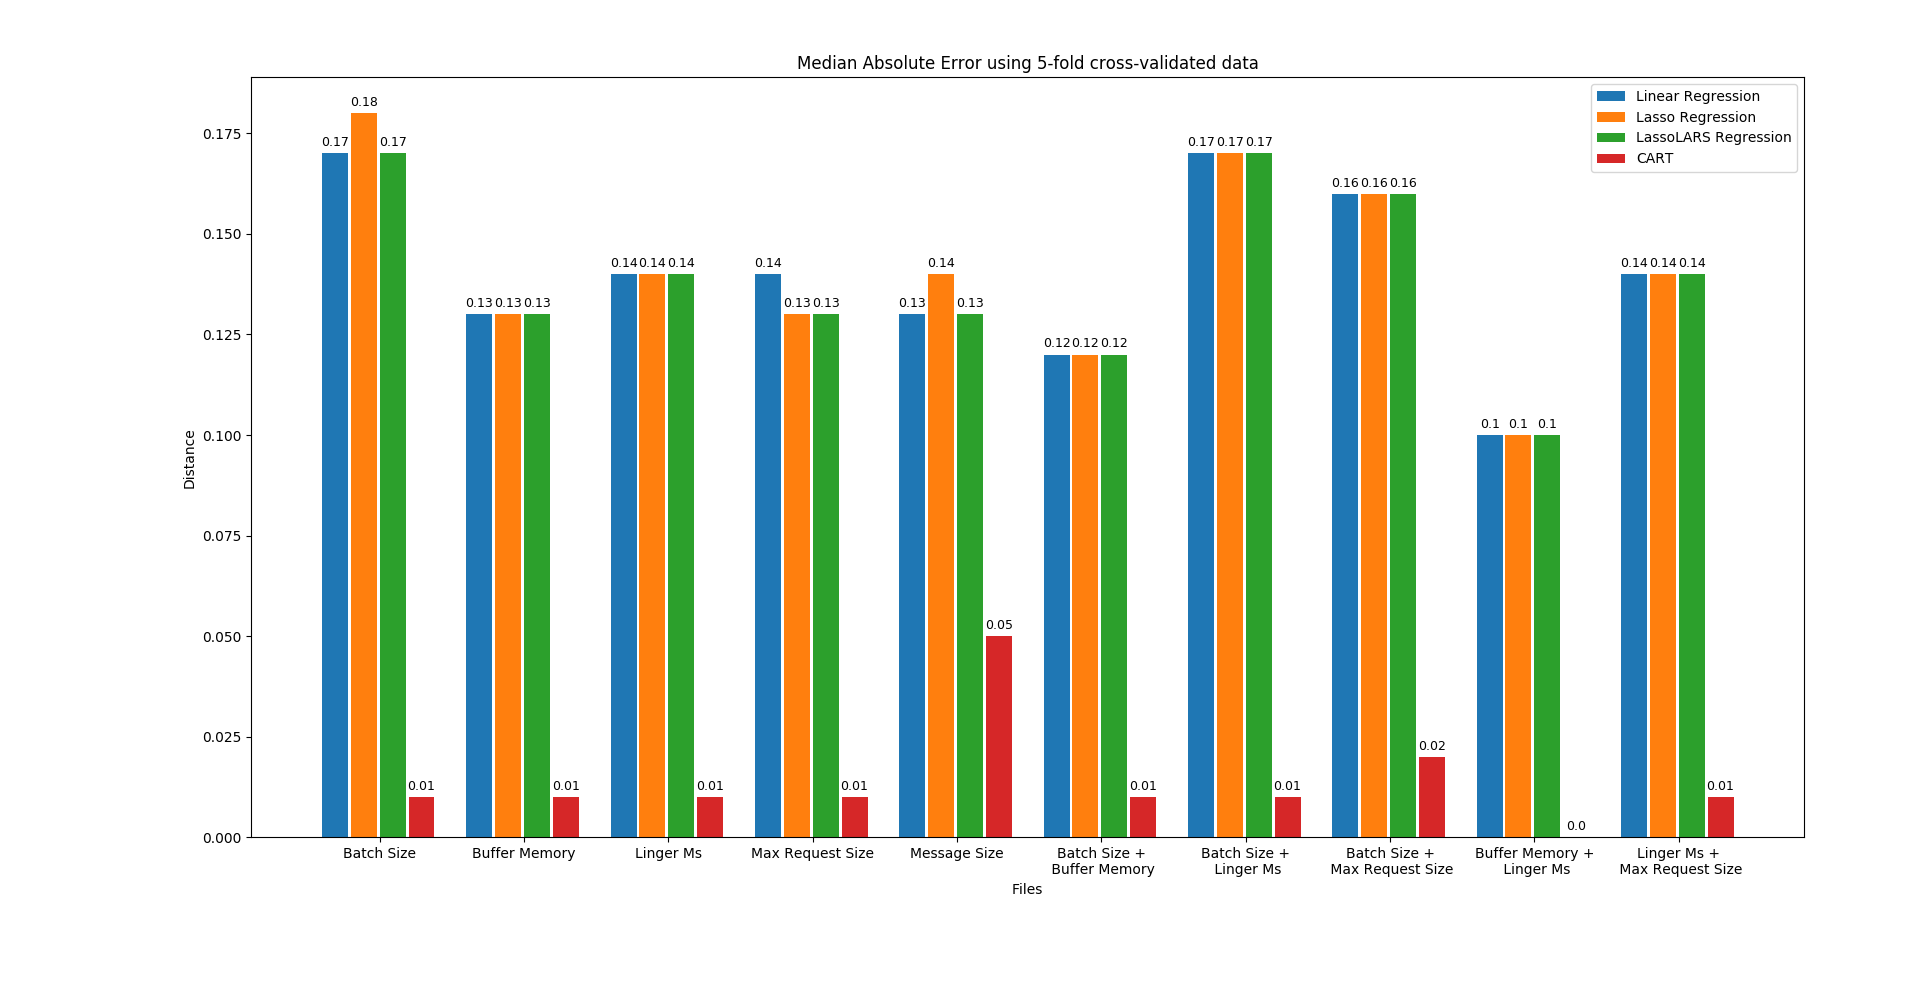 Median Absolute Error using 5-fold cross-validated data
Linear Regression
Lasso Regression
LassoLARS Regression
CART
Distance
0.175
0.150
0.125
0.100
0.075
0.050
0.025
0.000
0.17 0.18 0.17 0.01
0.13 0.13 0.13 0.01
0.14 0.14 0.14 0.01
0.14 0.13 0.13 0.01
0.13 0.14 0.13 0.05
0.12 0.12 0.12 0.01
0.17 0.17 0.17 0.01
0.16 0.16 0.16 0.02
0.1 0.1 0.1 0.0
0.14 0.14 0.14 0.01
Batch Size
Buffer Memory
Linger Ms
Max Request Size
Message Size
Batch Size +
Buffer Memory
Batch Size +
Linger Ms
Batch Size +
Max Request Size
Buffer Memory +
Linger Ms
Linger Ms +
Max Request Size
Files